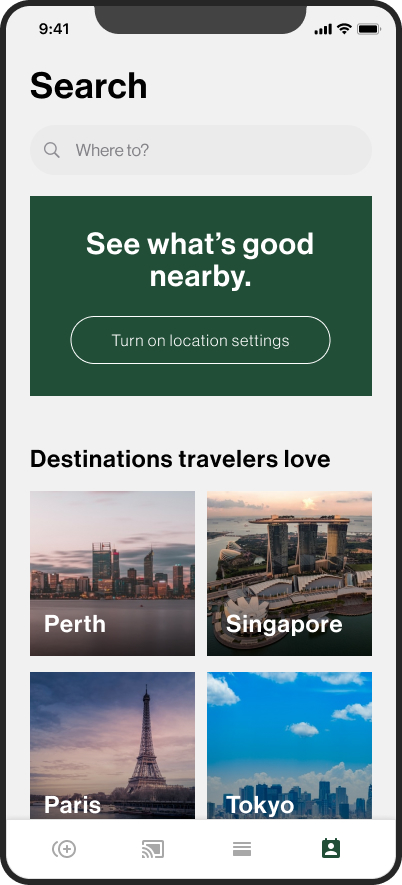 9:41
Search
Where to?
See what’s good
nearby.
Turn on location settings
Destinations travelers love
Perth
Singapore
Paris
Tokyo